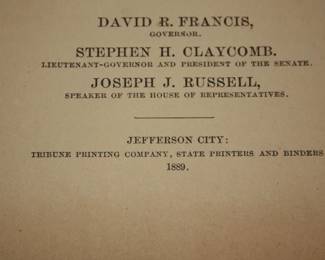 DAVID R. FRANCIS,
GOVERNOR.
STEPHEN H. CLAYCOMB.
LIEUTENANT-GOVERNOR AND PRESIDENT OF THE SENATE.
JOSEPH J. RUSSELL,
SPEAKER OF THE HOUSE OF REPRESENTATIVES.
JEFFERSON CITY:
TRIBUNE PRINTING COMPANY, STATE PRINTERS AND BINDERS
1889.